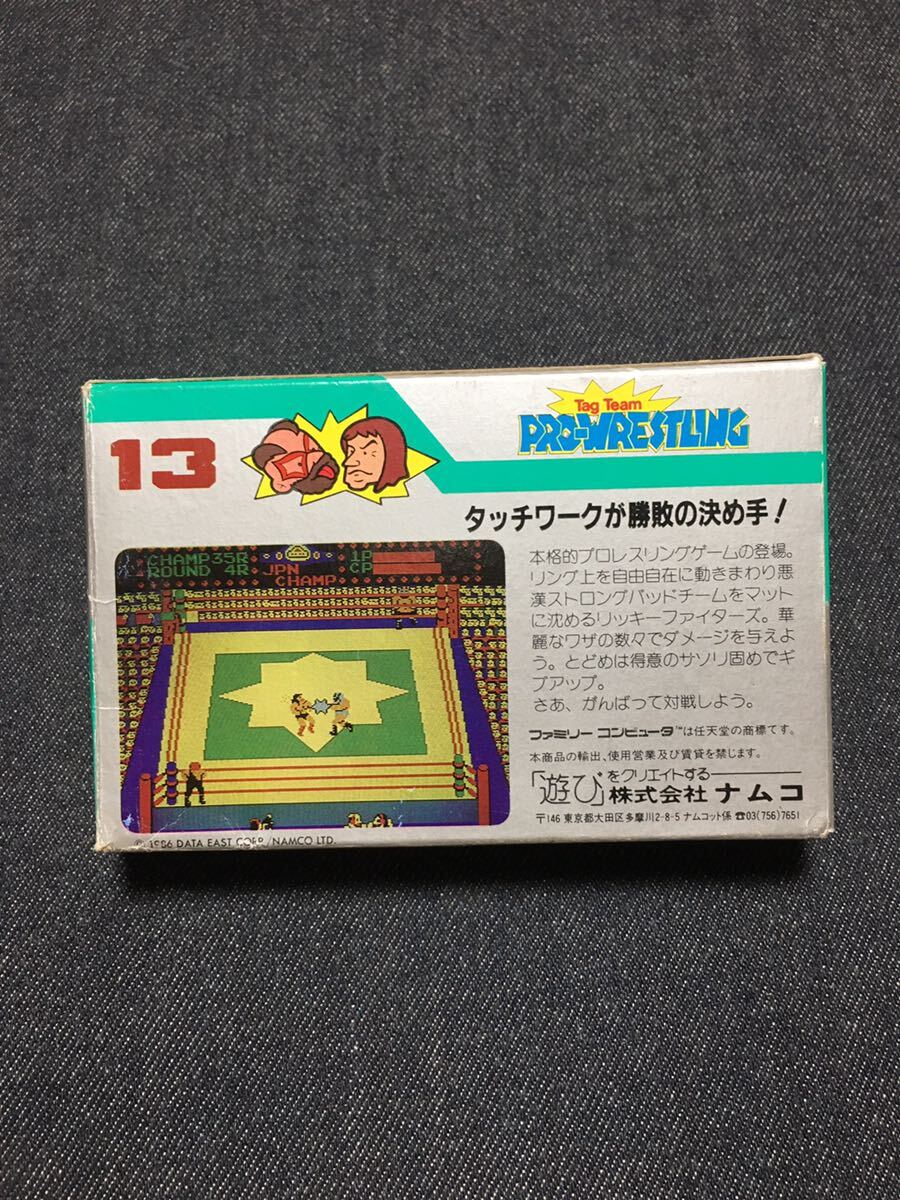 13
Tag Team
PRO-WRESTLING
タッチワークが勝敗の決め手!
CHAMP35R
ROUND 4R
JPN
CHAMP
1P
CP
本格的プロレスリングゲームの登場。
リング上を自由自在に動きまわり悪
漢ストロングバッドチームをマット
に沈めるリッキーファイターズ。華
麗なワザの数々でダメージを与えよ
う。とどめは得意のサソリ固めでギ
ブアップ。
さあ、がんばって対戦しよう。
ファミリー コンピュータ™は任天堂の商標です。
本商品の輸出、使用営業及び賃貸を禁じます。
「遊び」をクリエイトする
株式会社 ナムコ
〒146 東京都大田区多摩川2-8-5 ナムコット係 ☎03(756)7651
© 1986 DATA EAST CORP./NAMCO LTD.